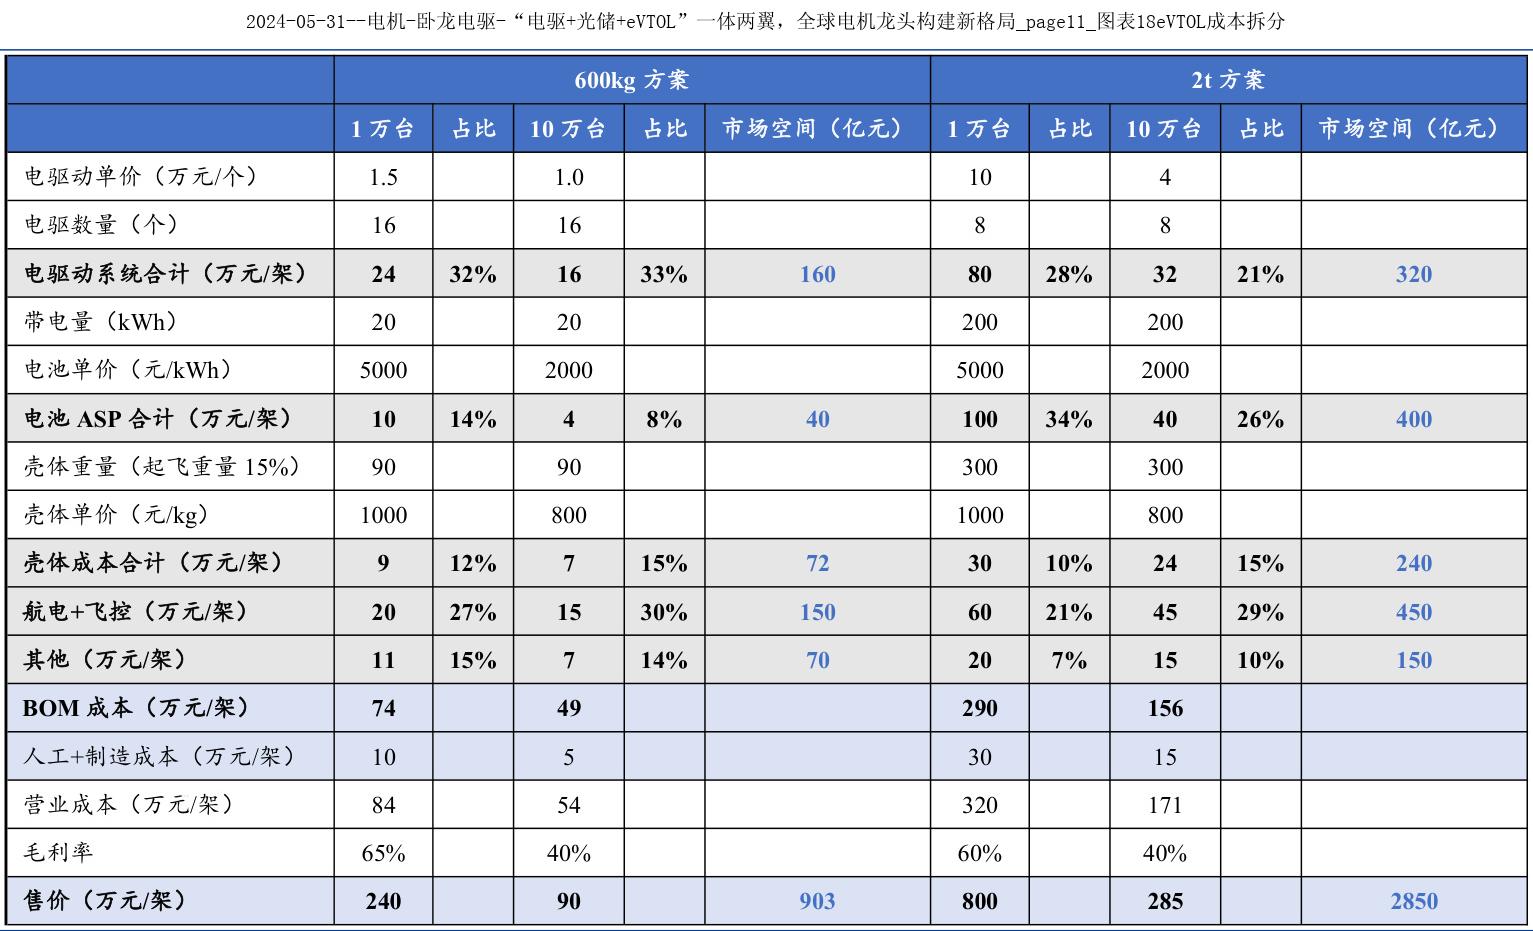 2024-05-31--电机-卧龙电驱-“电驱+光储+eVTOL”一体两翼，全球电机龙头构建新格局_page11_图表18eVTOL成本拆分
600kg 方案 2t 方案
1 万台 占比 10 万台 占比 市场空间（亿元） 1 万台 占比 10 万台 占比 市场空间（亿元）
电驱动单价（万元/个） 1.5 1.0 10 4
电驱数量（个） 16 16 8 8
电驱动系统合计（万元/架） 24 32% 16 33% 160 80 28% 32 21% 320
带电量（kWh） 20 20 200 200
电池单价（元/kWh） 5000 2000 5000 2000
电池 ASP 合计（万元/架） 10 14% 4 8% 40 100 34% 40 26% 400
壳体重量（起飞重量 15%） 90 90 300 300
壳体单价（元/kg） 1000 800 1000 800
壳体成本合计（万元/架） 9 12% 7 15% 72 30 10% 24 15% 240
航电+飞控（万元/架） 20 27% 15 30% 150 60 21% 45 29% 450
其他（万元/架） 11 15% 7 14% 70 20 7% 15 10% 150
BOM 成本（万元/架） 74 49 290 156
人工+制造成本（万元/架） 10 5 30 15
营业成本（万元/架） 84 54 320 171
毛利率 65% 40% 60% 40%
售价（万元/架） 240 90 903 800 285 2850